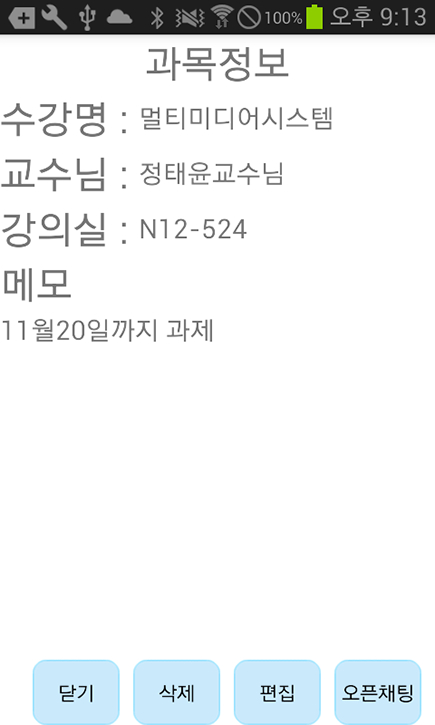 100% 오후 9:13
과목정보
수강명 : 멀티미디어시스템
교수님 : 정태윤교수님
강의실 : N12-524
메모
11월20일까지 과제
닫기 삭제 편집 오픈채팅